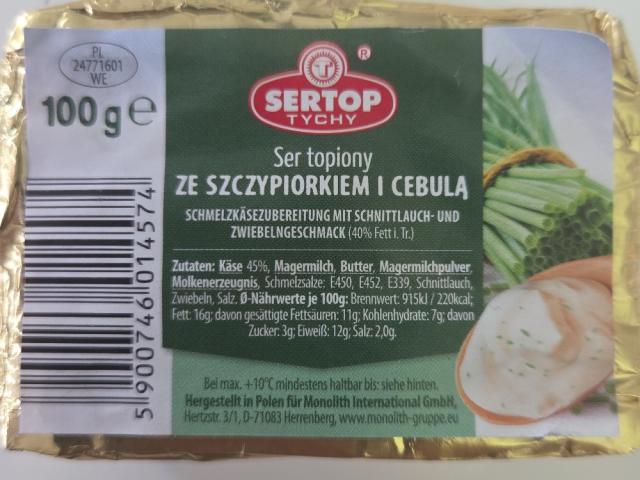 PL
24771601
WE
100 g e
SERTOP
TYCHY
®
Ser topiony
ZE SZCZYPIORKIEM I CEBULĄ
SCHMELZKÄSEZUBEREITUNG MIT SCHNITTLAUCH- UND
ZWIEBELNGESCHMACK (40% Fett i. Tr.)
Zutaten: Käse 45%, Magermilch, Butter, Magermilchpulver,
Molkenerzeugnis, Schmelzsalze: E450, E452, E339, Schnittlauch,
Zwiebeln, Salz. Ø-Nährwerte je 100g: Brennwert: 915kJ / 220kcal;
Fett: 16g; davon gesättigte Fettsäuren: 11g; Kohlenhydrate: 7g; davon
Zucker: 3g; Eiweiß: 12g; Salz: 2,0g.
Bei max. +10°C mindestens haltbar bis: siehe hinten.
Hergestellt in Polen für Monolith International GmbH,
Hertzstr. 3/1, D-71083 Herrenberg, www.monolith-gruppe.eu
5 900746 014574